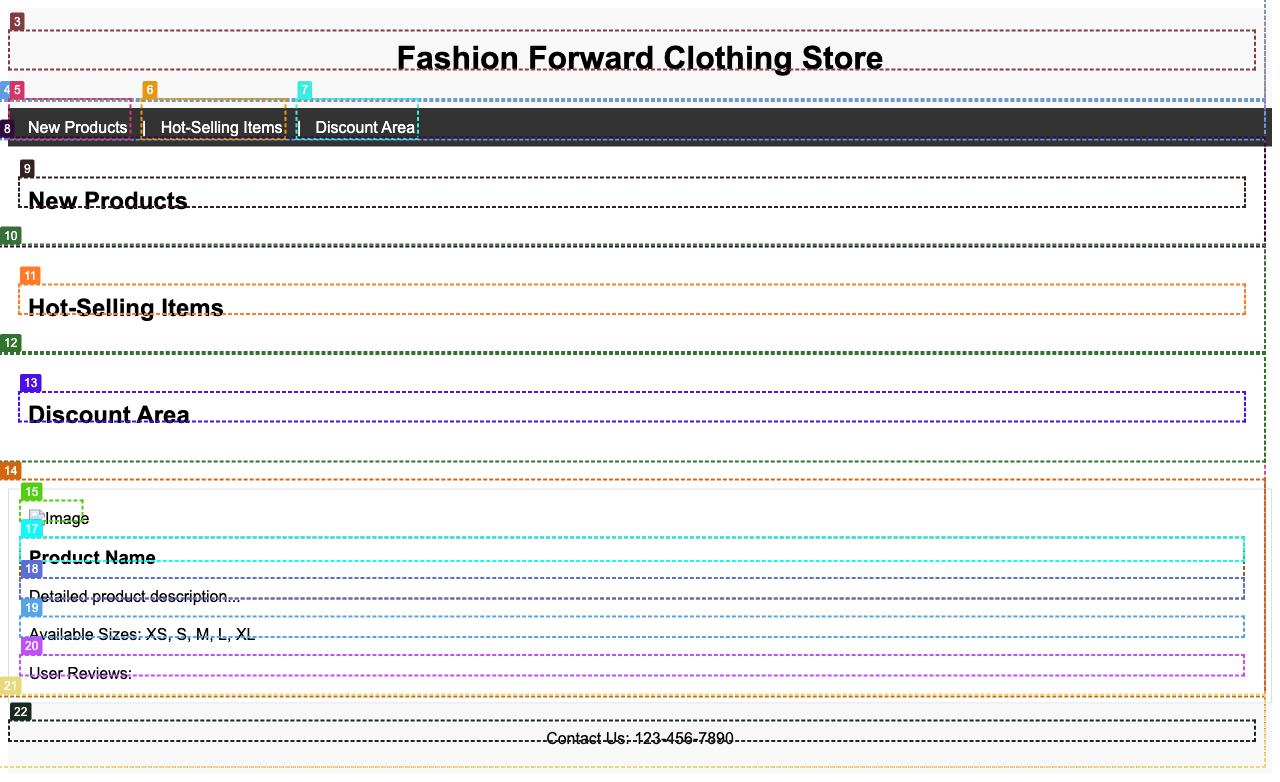 3
Fashion Forward Clothing Store
4 5 6 7
8 New Products | Hot-Selling Items | Discount Area
9
New Products
10
11
Hot-Selling Items
12
13
Discount Area
14
15
Image
17
Product Name
18
Detailed product description...
19
Available Sizes: XS, S, M, L, XL
20
User Reviews:
21
22
Contact Us: 123-456-7890